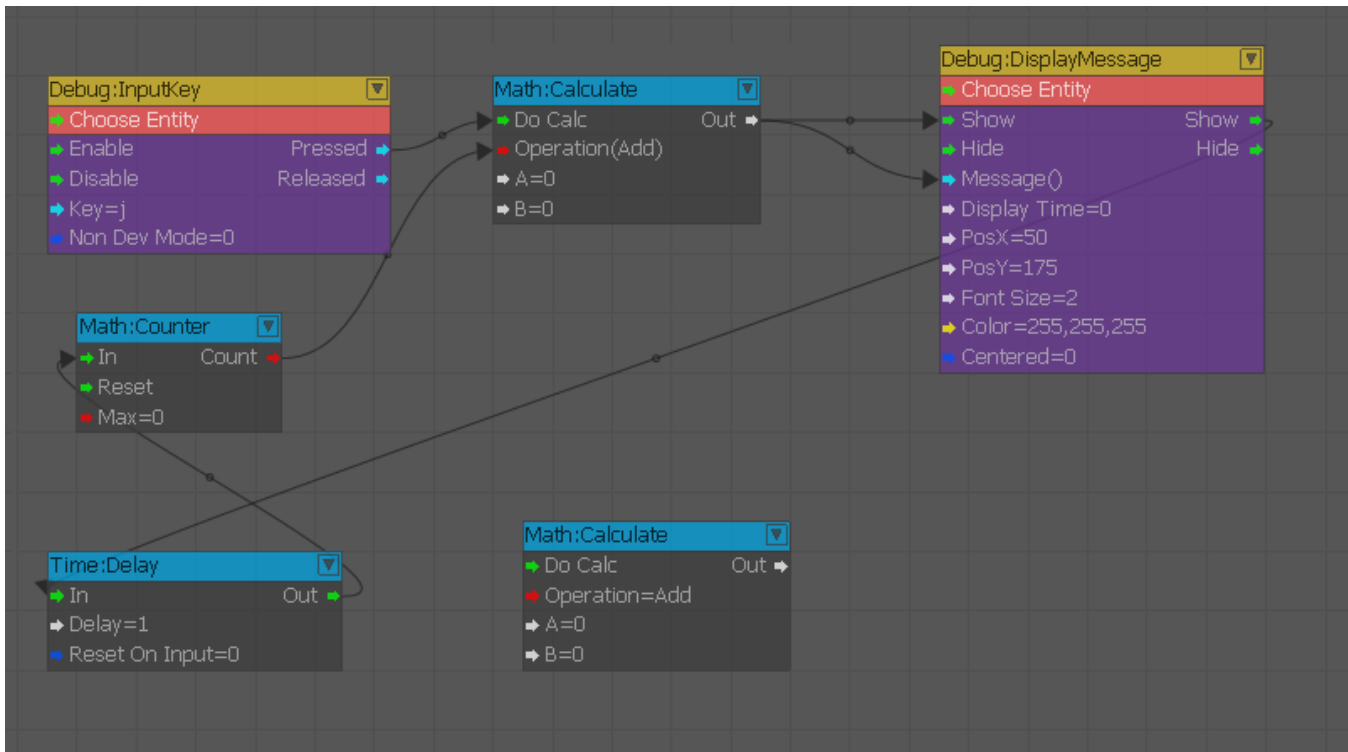 Debug:InputKey
Choose Entity
Enable Pressed
Disable Released
Key=j
Non Dev Mode=0
Math:Calculate
Do Calc Out
Operation(Add)
A=0
B=0
Debug:DisplayMessage
Choose Entity
Show Show
Hide Hide
Message()
Display Time=0
PosX=50
PosY=175
Font Size=2
Color=255,255,255
Centered=0
Math:Counter
In Count
Reset
Max=0
Time:Delay
In Out
Delay=1
Reset On Input=0
Math:Calculate
Do Calc Out
Operation=Add
A=0
B=0